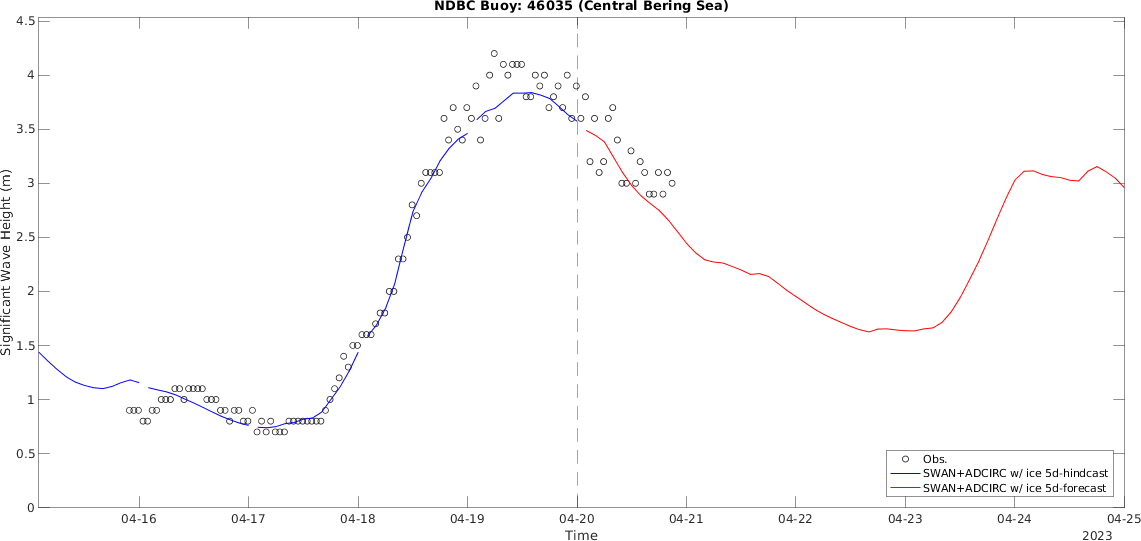 NDBC Buoy: 46035 (Central Bering Sea)
4.5
4
3.5
3
2.5
2
1.5
1
0.5
0
Significant Wave Height (m)
04-16 04-17 04-18 04-19 04-20 04-21 04-22 04-23 04-24 04-25
Time
2023
Obs.
SWAN+ADCIRC w/ ice 5d-hindcast
SWAN+ADCIRC w/ ice 5d-forecast